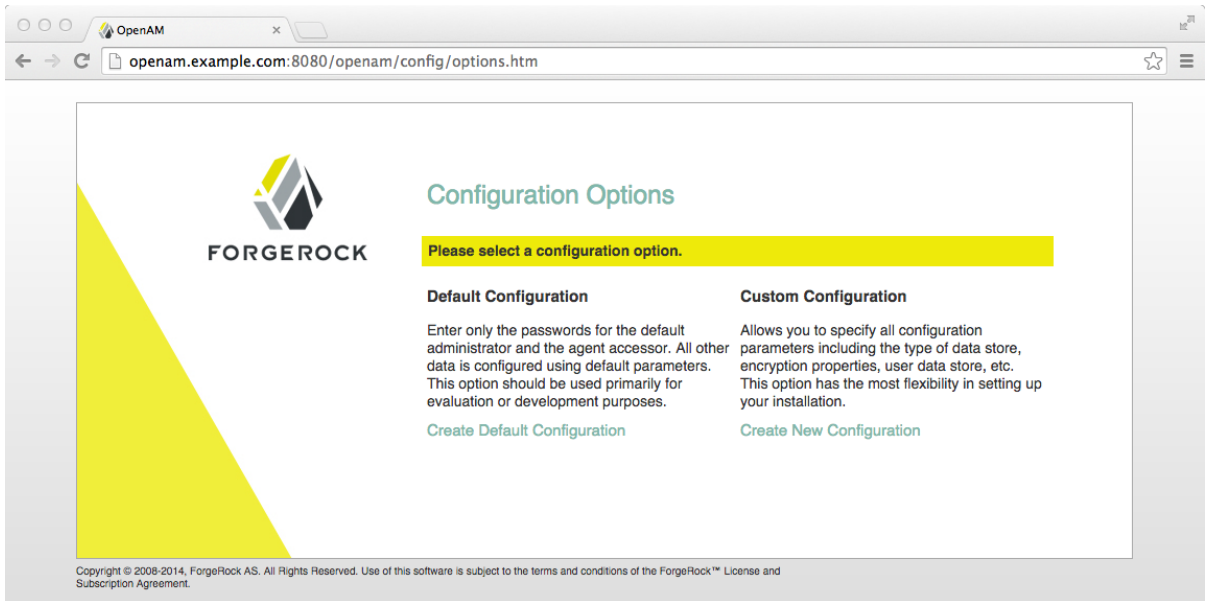 OpenAM
openam.example.com:8080/openam/config/options.htm
FORGEROCK
Configuration Options
Please select a configuration option.
Default Configuration
Enter only the passwords for the default
administrator and the agent accessor. All other
data is configured using default parameters.
This option should be used primarily for
evaluation or development purposes.
Create Default Configuration
Custom Configuration
Allows you to specify all configuration
parameters including the type of data store,
encryption properties, user data store, etc.
This option has the most flexibility in setting up
your installation.
Create New Configuration
Copyright © 2008-2014, ForgeRock AS. All Rights Reserved. Use of this software is subject to the terms and conditions of the ForgeRock™ License and
Subscription Agreement.